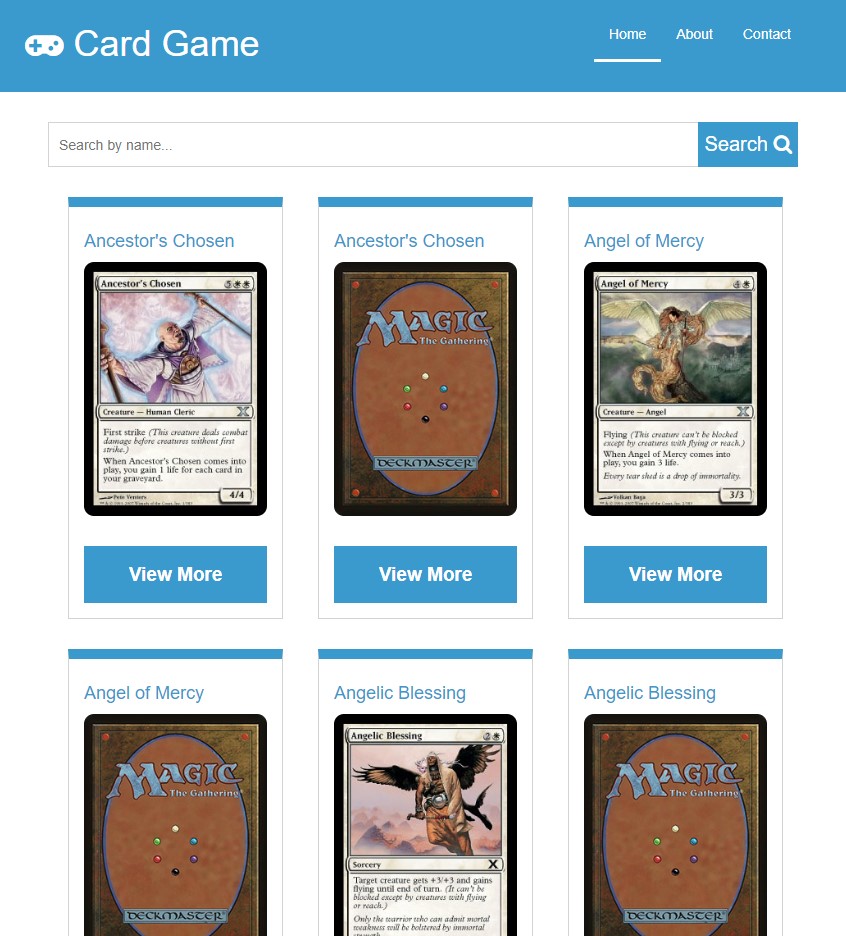 Card Game
Home
About
Contact
Search by name...
Search
Ancestor's Chosen
Ancestor's Chosen
Angel of Mercy
Ancestor's Chosen 5
Creature — Human Cleric
First strike (This creature deals combat
damage before creatures without first
strike.)
When Ancestor's Chosen comes into
play, you gain 1 life for each card in
your graveyard.
Pete Venters
4/4
MAGIC
The Gathering
DECKMASTER
Angel of Mercy 4
Creature — Angel
Flying (This creature can't be blocked
except by creatures with flying or reach.)
When Angel of Mercy comes into
play, you gain 3 life.
Every tear shed is a drop of immortality.
Volkan Baga
3/3
View More
View More
View More
Angel of Mercy
Angelic Blessing
Angelic Blessing
MAGIC
The Gathering
DECKMASTER
Angelic Blessing 2
Sorcery
Target creature gets +3/+3 and gains
flying until end of turn. (It can't be
blocked except by creatures with flying
or reach.)
Only the warrior who can admit mortal
weakness will be bolstered by immortal
strength.
MAGIC
The Gathering
DECKMASTER